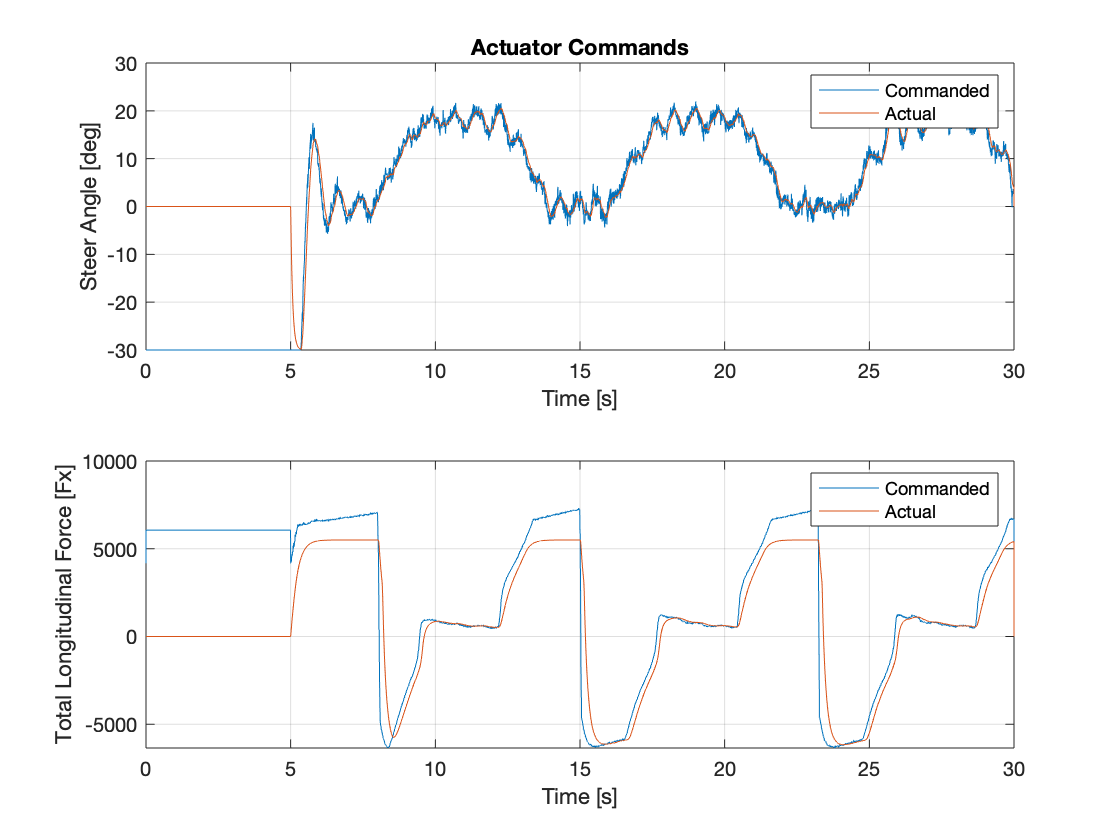 Actuator Commands
Steer Angle [deg]
30
20
10
0
-10
-20
-30
Commanded
Actual
0 5 10 15 20 25 30
Time [s]
Total Longitudinal Force [Fx]
10000
5000
0
-5000
Commanded
Actual
0 5 10 15 20 25 30
Time [s]